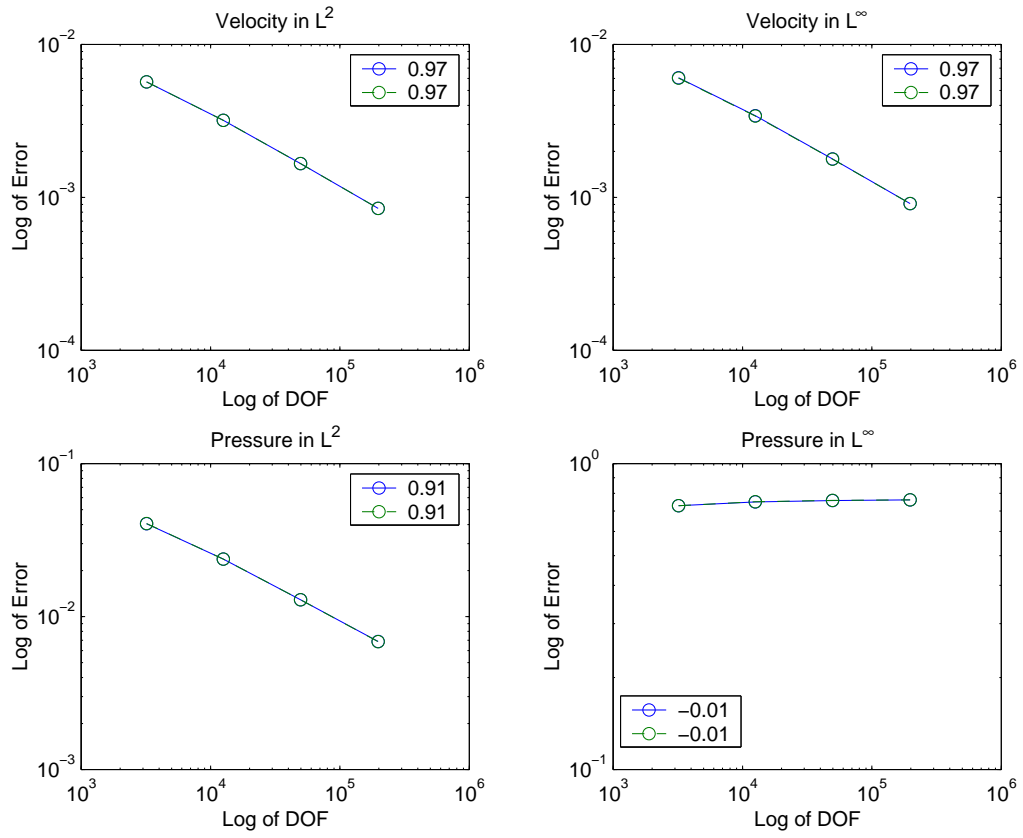 Velocity in L²
10⁻²
10⁻³
10⁻⁴
Log of Error
0.97
0.97
10³ 10⁴ 10⁵ 10⁶
Log of DOF
Velocity in L∞
10⁻²
10⁻³
10⁻⁴
Log of Error
0.97
0.97
10³ 10⁴ 10⁵ 10⁶
Log of DOF
Pressure in L²
10⁻¹
10⁻²
10⁻³
Log of Error
0.91
0.91
10³ 10⁴ 10⁵ 10⁶
Log of DOF
Pressure in L∞
10⁰
10⁻¹
Log of Error
−0.01
−0.01
10³ 10⁴ 10⁵ 10⁶
Log of DOF